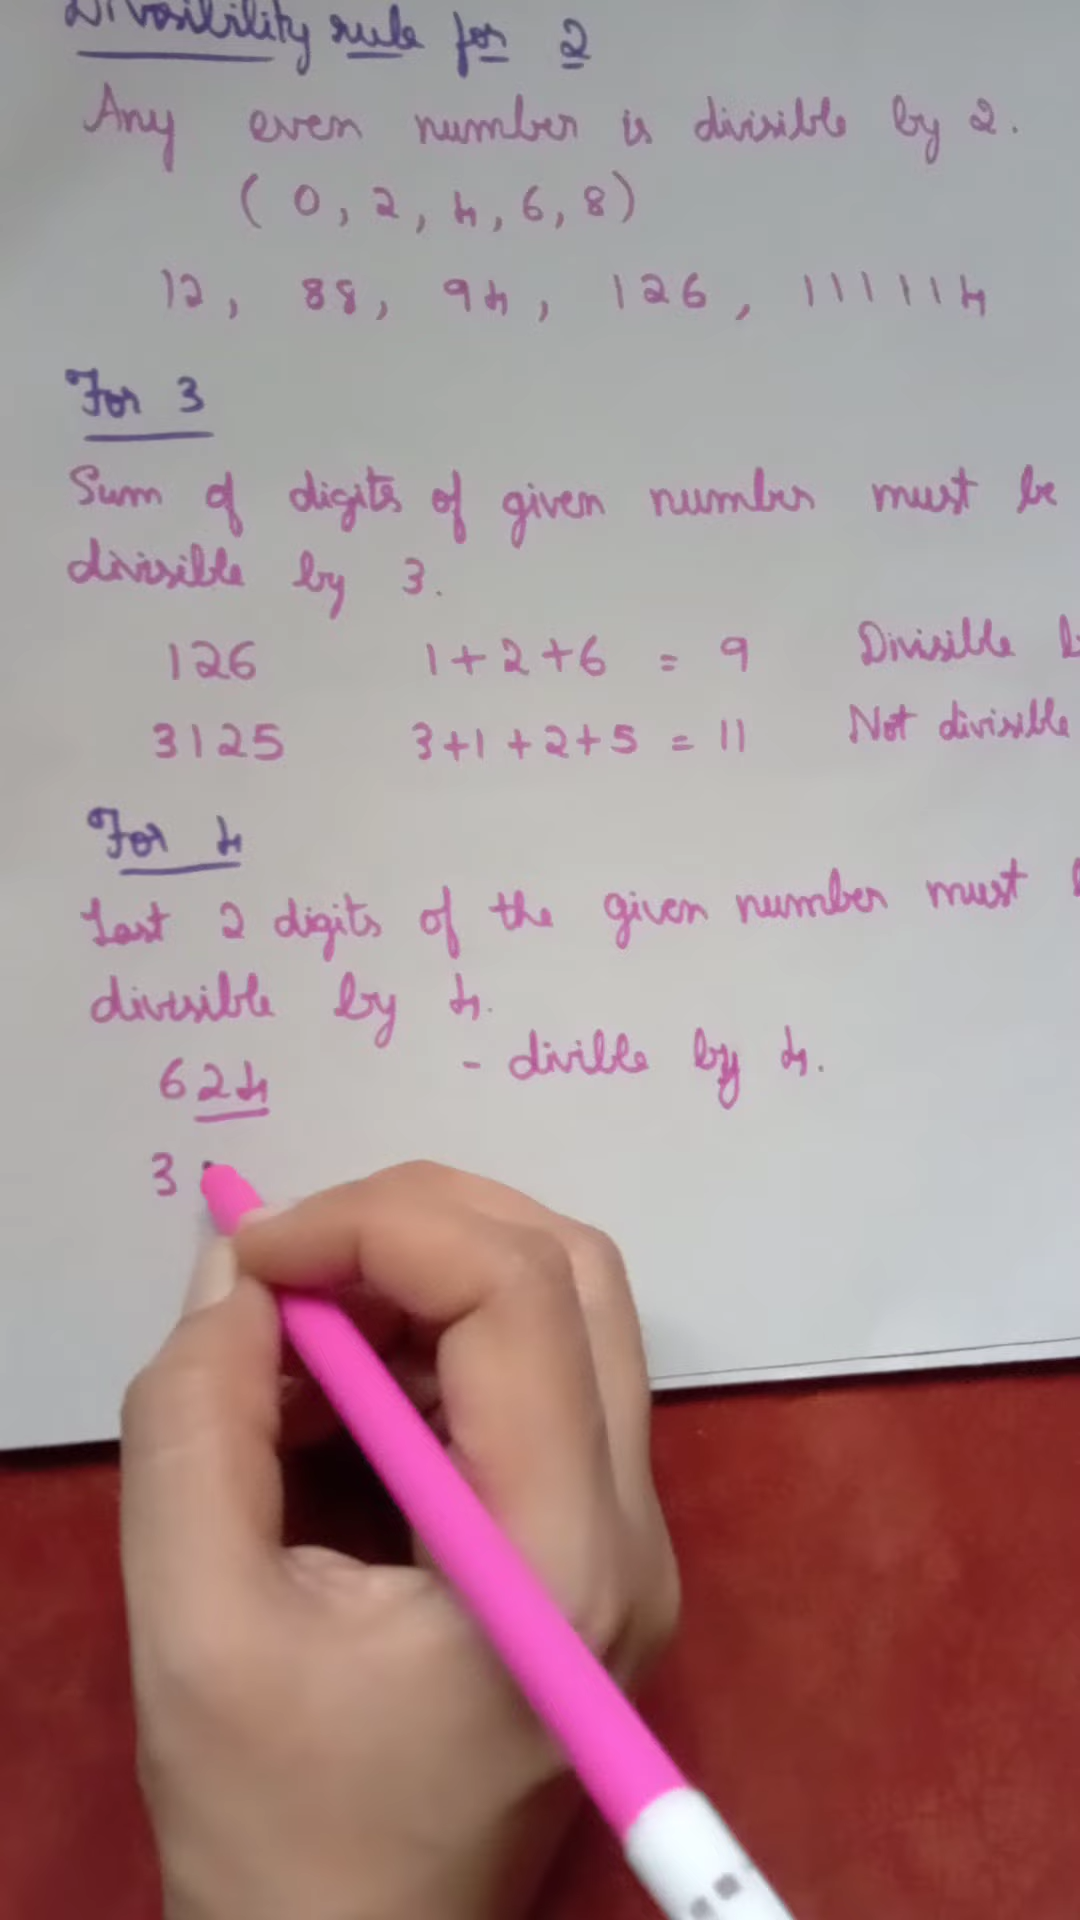 Divosilility rule for 2
Any even number is divisible by 2.
(0, 2, 4, 6, 8)
12, 88, 94, 126, 111114
For 3
Sum of digits of given number must be
divisible by 3.
126 1+2+6 = 9 Divisible
3125 3+1+2+5 = 11 Not divisible
For 4
Last 2 digits of the given number must
divisible by 4.
624 - divible by 4.
3